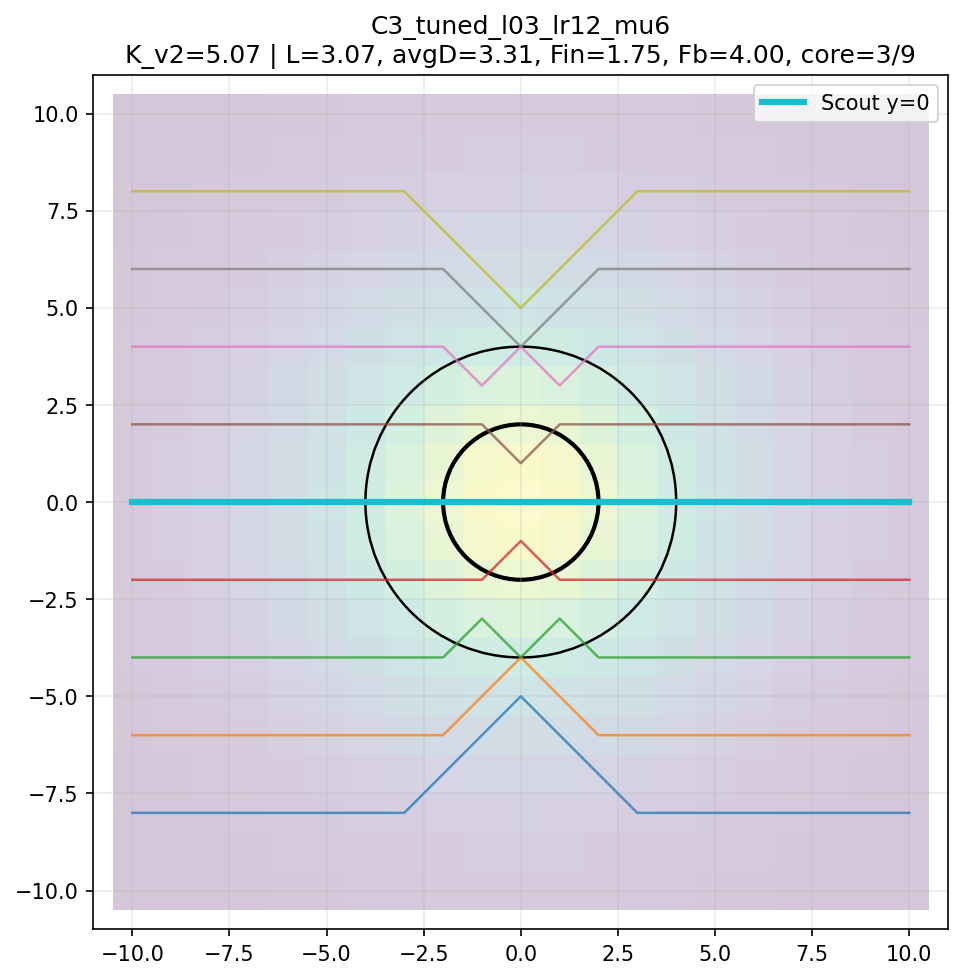 C3_tuned_l03_lr12_mu6
K_v2=5.07 | L=3.07, avgD=3.31, Fin=1.75, Fb=4.00, core=3/9
Scout y=0
10.0
7.5
5.0
2.5
0.0
−2.5
−5.0
−7.5
−10.0
−10.0 −7.5 −5.0 −2.5 0.0 2.5 5.0 7.5 10.0